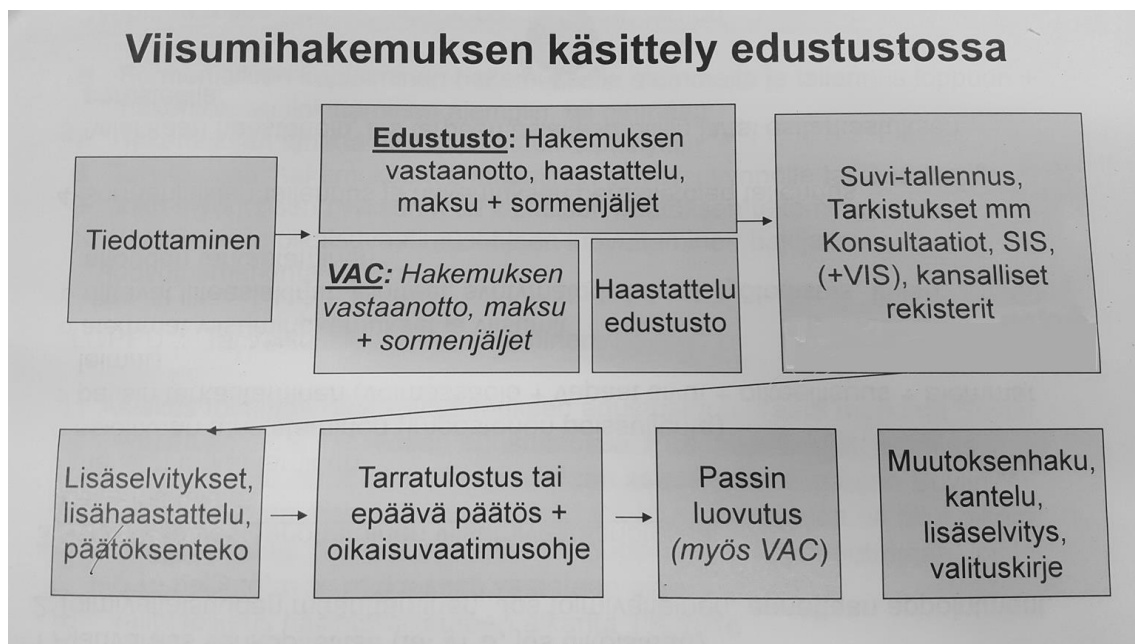 Viisumihakemuksen käsittely edustustossa
Tiedottaminen
Edustusto: Hakemuksen
vastaanotto, haastattelu,
maksu + sormenjäljet
VAC: Hakemuksen
vastaanotto, maksu
+ sormenjäljet
Haastattelu
edustusto
Suvi-tallennus,
Tarkistukset mm
Konsultaatiot, SIS,
(+VIS), kansalliset
rekisterit
Lisäselvitykset,
lisähaastattelu,
päätöksenteko
Tarratulostus tai
epäävä päätös +
oikaisuvaatimusohje
Passin
luovutus
(myös VAC)
Muutoksenhaku,
kantelu,
lisäselvitys,
valituskirje